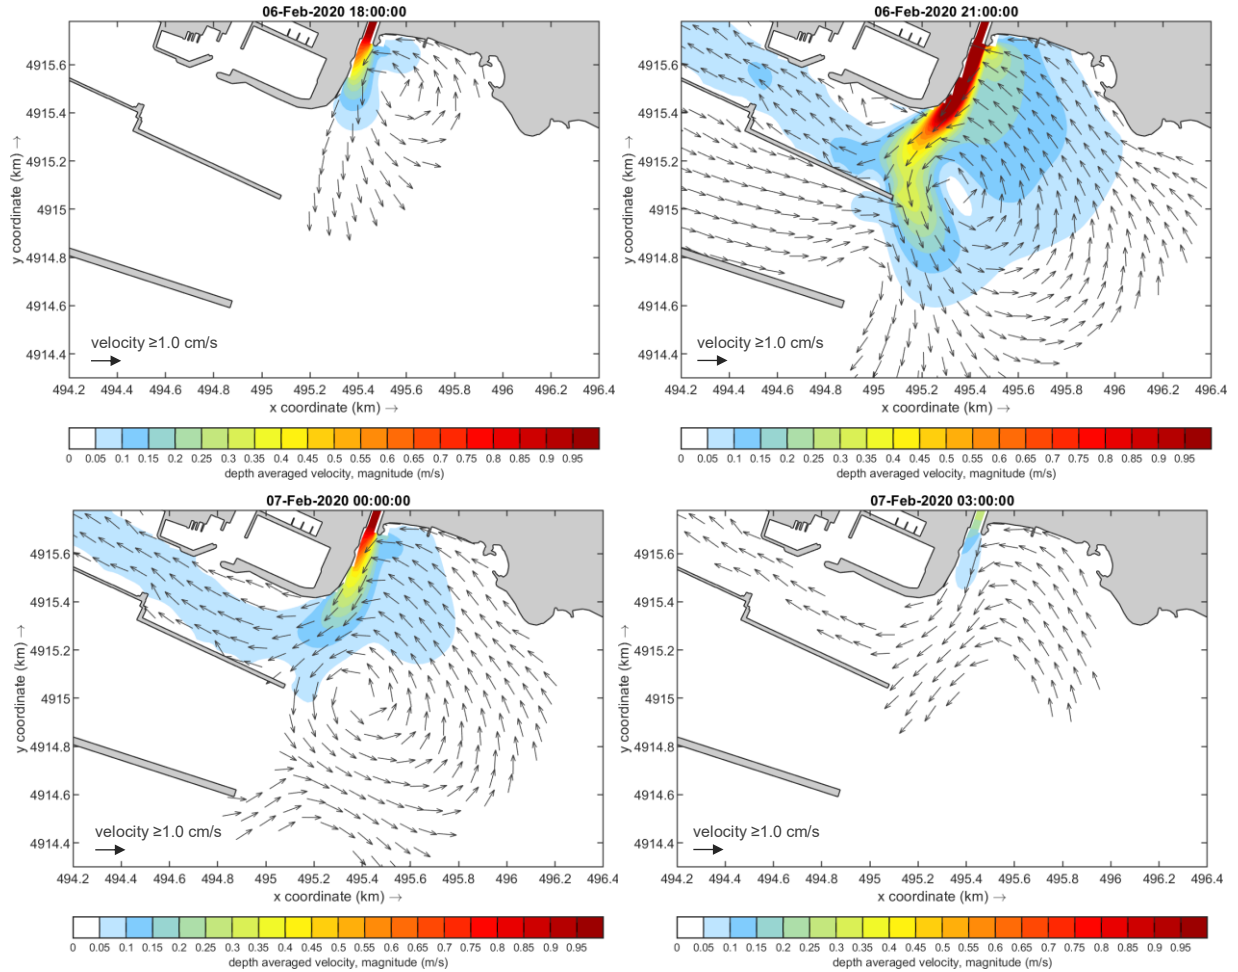 06-Feb-2020 18:00:00
y coordinate (km) →
4915.6
4915.4
4915.2
4915
4914.8
4914.6
4914.4
velocity ≥1.0 cm/s
494.2 494.4 494.6 494.8 495 495.2 495.4 495.6 495.8 496 496.2 496.4
x coordinate (km) →
0 0.05 0.1 0.15 0.2 0.25 0.3 0.35 0.4 0.45 0.5 0.55 0.6 0.65 0.7 0.75 0.8 0.85 0.9 0.95
depth averaged velocity, magnitude (m/s)
06-Feb-2020 21:00:00
y coordinate (km) →
4915.6
4915.4
4915.2
4915
4914.8
4914.6
4914.4
velocity ≥1.0 cm/s
494.2 494.4 494.6 494.8 495 495.2 495.4 495.6 495.8 496 496.2 496.4
x coordinate (km) →
0 0.05 0.1 0.15 0.2 0.25 0.3 0.35 0.4 0.45 0.5 0.55 0.6 0.65 0.7 0.75 0.8 0.85 0.9 0.95
depth averaged velocity, magnitude (m/s)
07-Feb-2020 00:00:00
y coordinate (km) →
4915.6
4915.4
4915.2
4915
4914.8
4914.6
4914.4
velocity ≥1.0 cm/s
494.2 494.4 494.6 494.8 495 495.2 495.4 495.6 495.8 496 496.2 496.4
x coordinate (km) →
0 0.05 0.1 0.15 0.2 0.25 0.3 0.35 0.4 0.45 0.5 0.55 0.6 0.65 0.7 0.75 0.8 0.85 0.9 0.95
depth averaged velocity, magnitude (m/s)
07-Feb-2020 03:00:00
y coordinate (km) →
4915.6
4915.4
4915.2
4915
4914.8
4914.6
4914.4
velocity ≥1.0 cm/s
494.2 494.4 494.6 494.8 495 495.2 495.4 495.6 495.8 496 496.2 496.4
x coordinate (km) →
0 0.05 0.1 0.15 0.2 0.25 0.3 0.35 0.4 0.45 0.5 0.55 0.6 0.65 0.7 0.75 0.8 0.85 0.9 0.95
depth averaged velocity, magnitude (m/s)